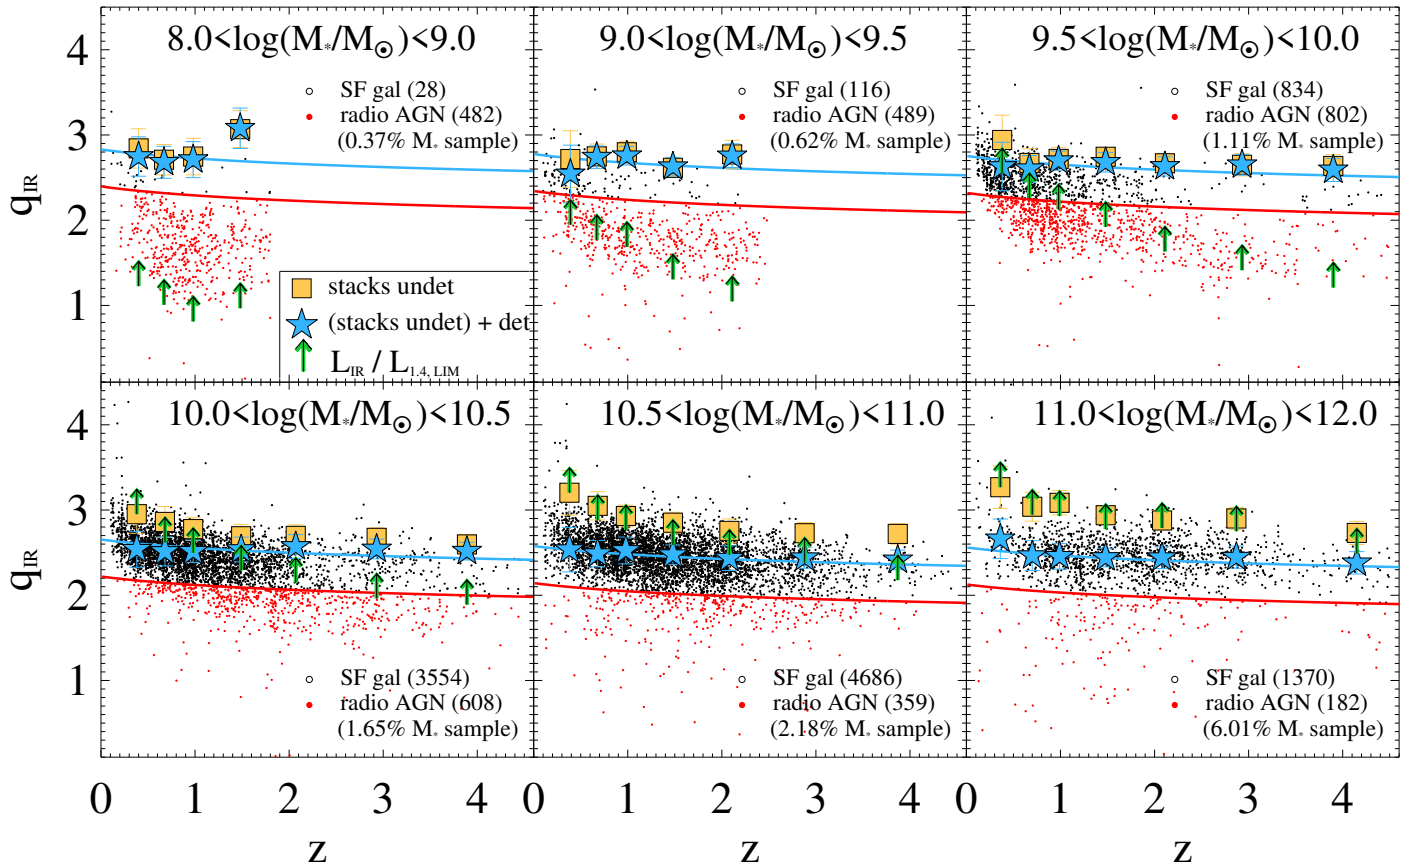 8.0<log(M*/M⊙)<9.0
SF gal (28)
radio AGN (482)
(0.37% M* sample)
9.0<log(M*/M⊙)<9.5
SF gal (116)
radio AGN (489)
(0.62% M* sample)
9.5<log(M*/M⊙)<10.0
SF gal (834)
radio AGN (802)
(1.11% M* sample)
4
3
2
1
qIR
stacks undet
(stacks undet) + det
LIR / L1.4, LIM
10.0<log(M*/M⊙)<10.5
SF gal (3554)
radio AGN (608)
(1.65% M* sample)
10.5<log(M*/M⊙)<11.0
SF gal (4686)
radio AGN (359)
(2.18% M* sample)
11.0<log(M*/M⊙)<12.0
SF gal (1370)
radio AGN (182)
(6.01% M* sample)
4
3
2
1
qIR
0 1 2 3 4 0 1 2 3 4 0 1 2 3 4
z z z